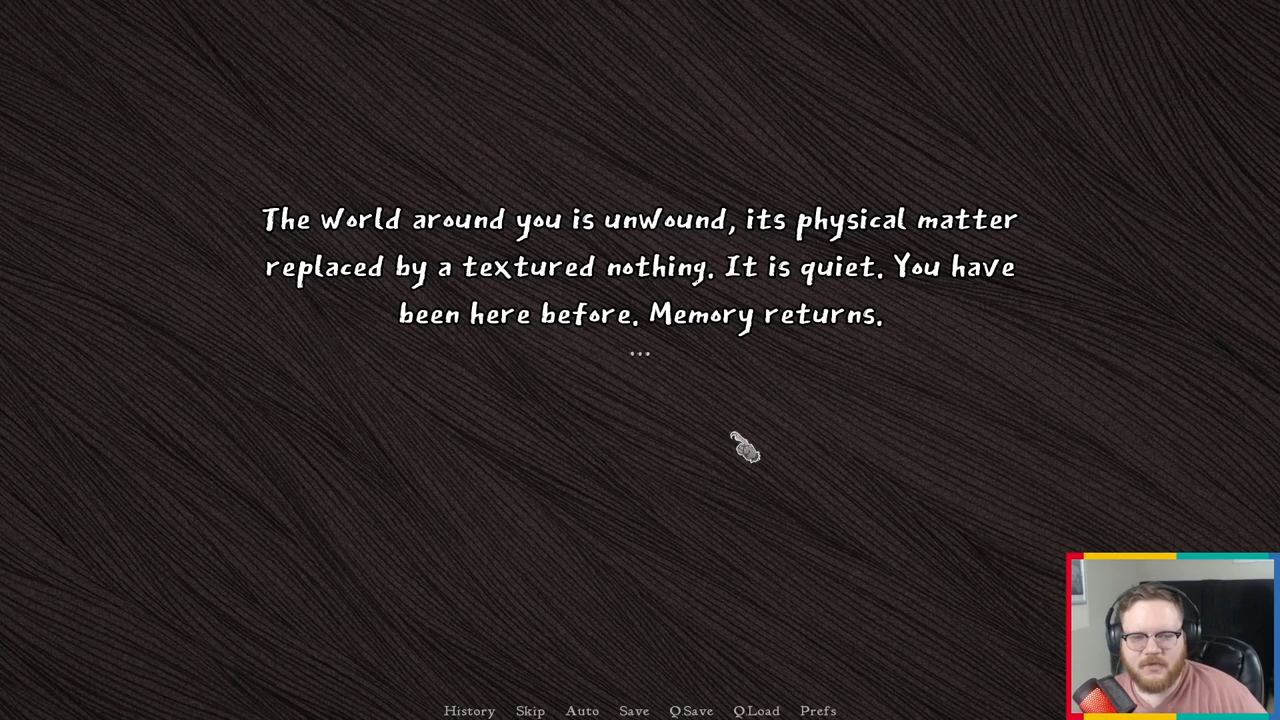 The world around you is unwound, its physical matter
replaced by a textured nothing. It is quiet. You have
been here before. Memory returns.
...
History Skip Auto Save Q.Save Q.Load Prefs